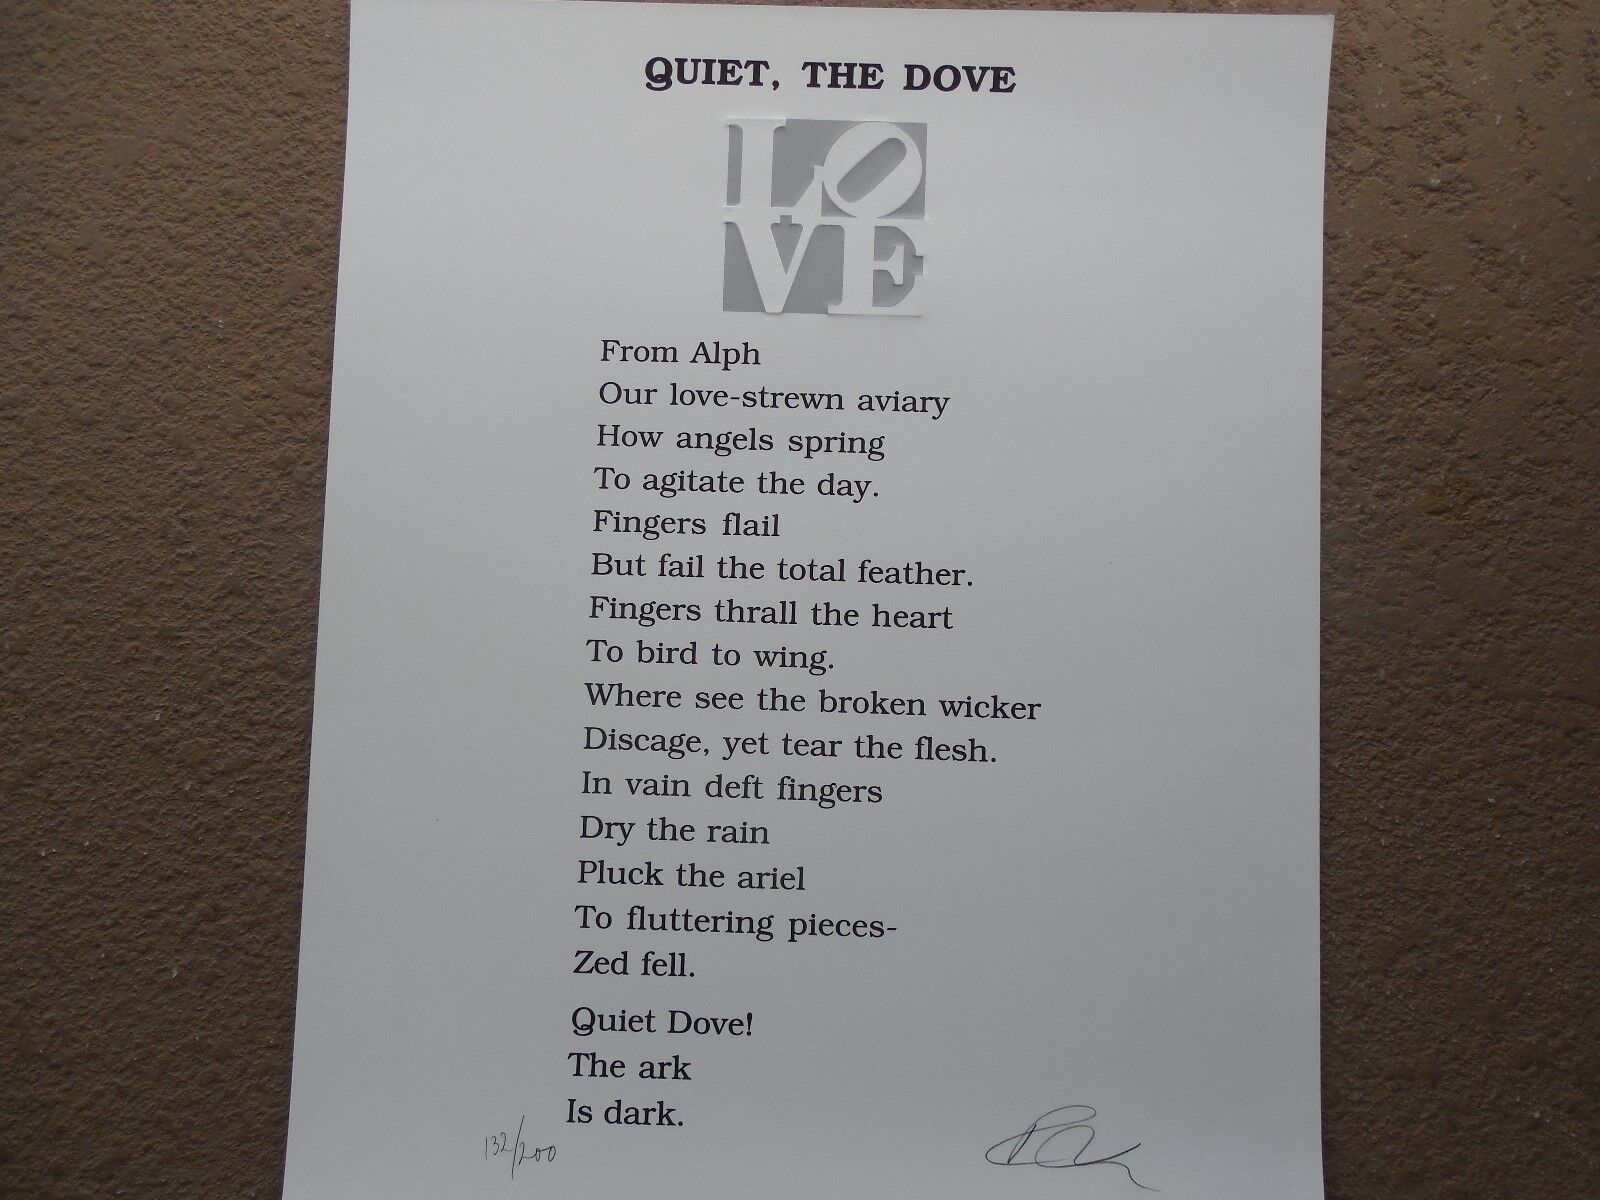 QUIET, THE DOVE
LO
VE
From Alph
Our love-strewn aviary
How angels spring
To agitate the day.
Fingers flail
But fail the total feather.
Fingers thrall the heart
To bird to wing.
Where see the broken wicker
Discage, yet tear the flesh.
In vain deft fingers
Dry the rain
Pluck the ariel
To fluttering pieces-
Zed fell.
Quiet Dove!
The ark
Is dark.
132/200